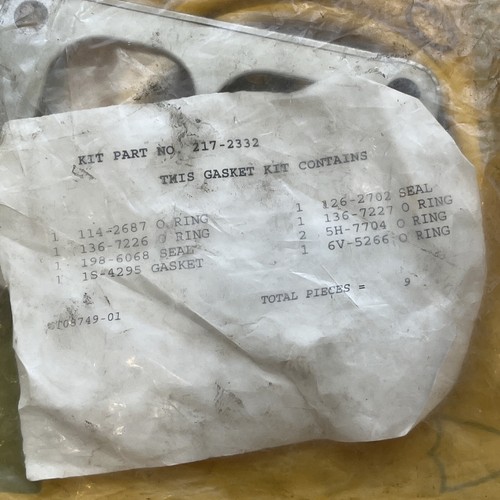 KIT PART NO. 217-2332
THIS GASKET KIT CONTAINS
1 114-2687 O RING
1 136-7226 O RING
1 198-6068 SEAL
1 1S-4295 GASKET
1 126-2702 SEAL
1 136-7227 O RING
2 5H-7704 O RING
1 6V-5266 O RING
TOTAL PIECES = 9